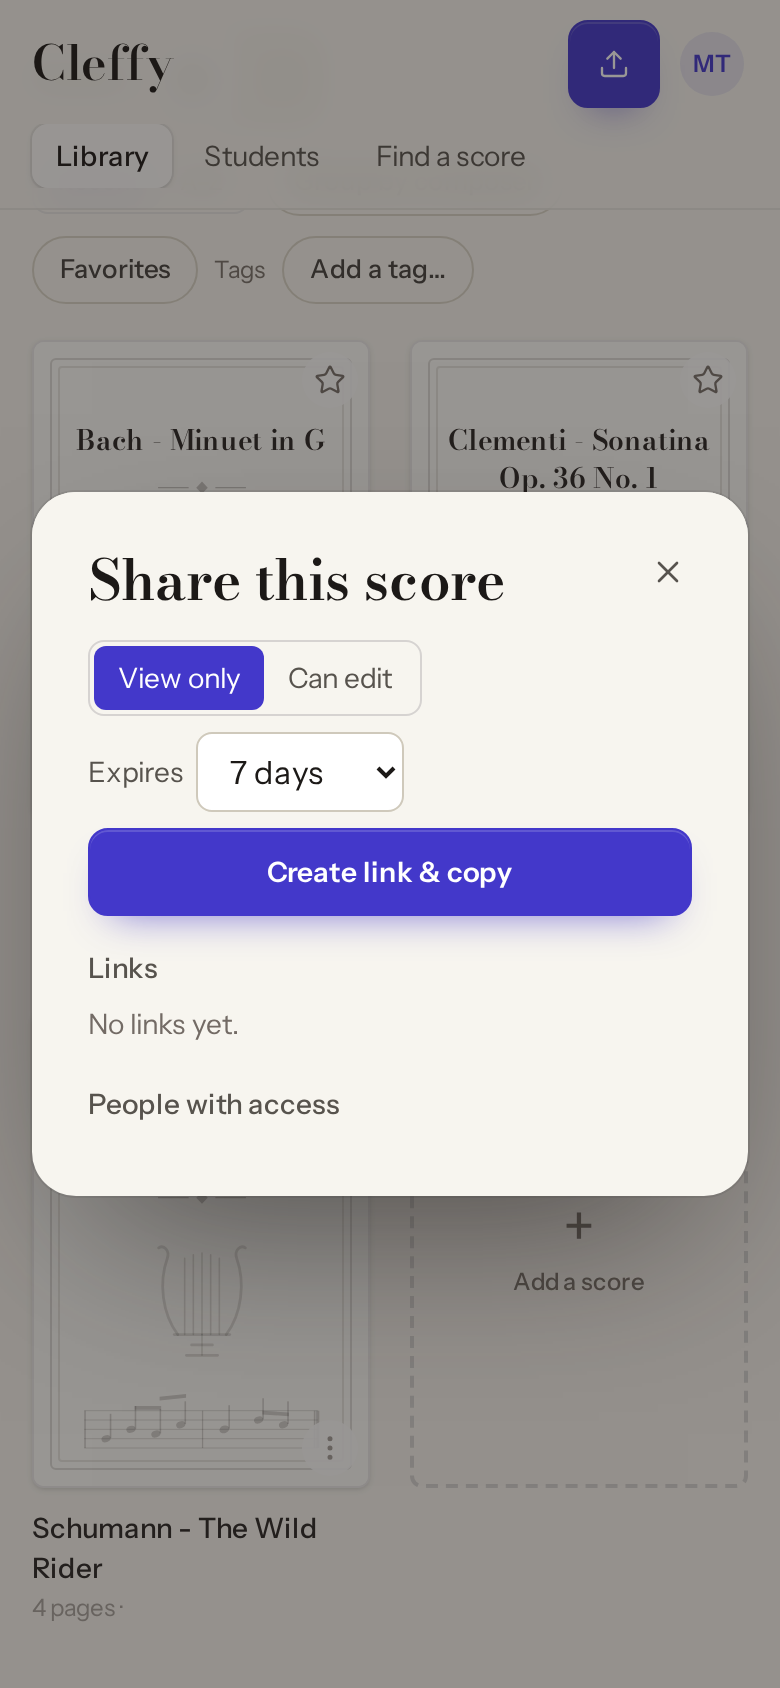 Cleffy
MT
Library Students Find a score
Favorites Tags Add a tag...
Bach - Minuet in G
Clementi - Sonatina
Op. 36 No. 1
Share this score
View only Can edit
Expires 7 days
Create link & copy
Links
No links yet.
People with access
+
Add a score
Schumann - The Wild
Rider
4 pages ·